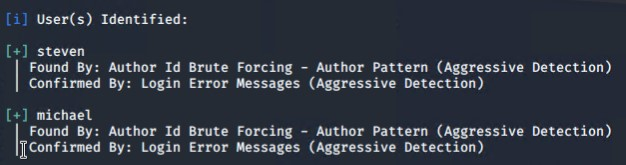 [i] User(s) Identified:
[+] steven
| Found By: Author Id Brute Forcing - Author Pattern (Aggressive Detection)
| Confirmed By: Login Error Messages (Aggressive Detection)
[+] michael
| Found By: Author Id Brute Forcing - Author Pattern (Aggressive Detection)
| Confirmed By: Login Error Messages (Aggressive Detection)